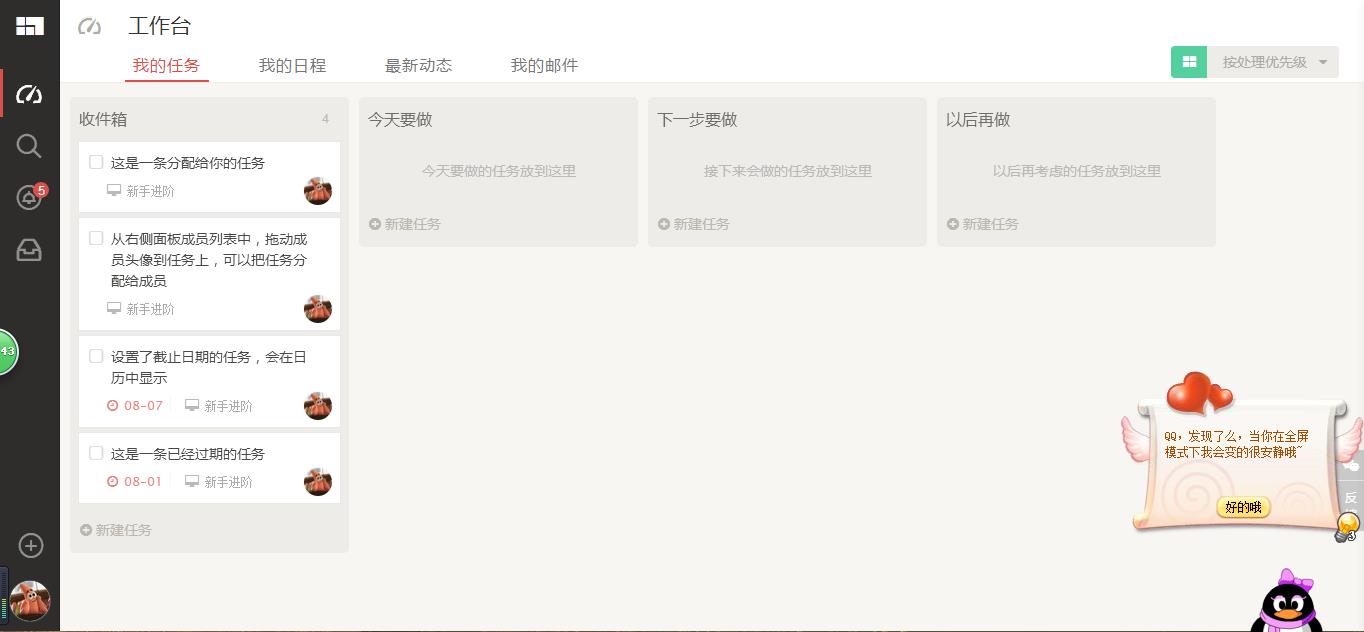 工作台
我的任务
我的日程
最新动态
我的邮件
按处理优先级
收件箱
4
这是一条分配给你的任务
新手进阶
从右侧面板成员列表中，拖动成
员头像到任务上，可以把任务分
配给成员
新手进阶
设置了截止日期的任务，会在日
历中显示
08-07
新手进阶
这是一条已经过期的任务
08-01
新手进阶
新建任务
今天要做
今天要做的任务放到这里
新建任务
下一步要做
接下来会做的任务放到这里
新建任务
以后再做
以后再考虑的任务放到这里
新建任务
5
43
QQ，发现了么，当你在全屏
模式下我会变的很安静哦~
好的哦
反
3